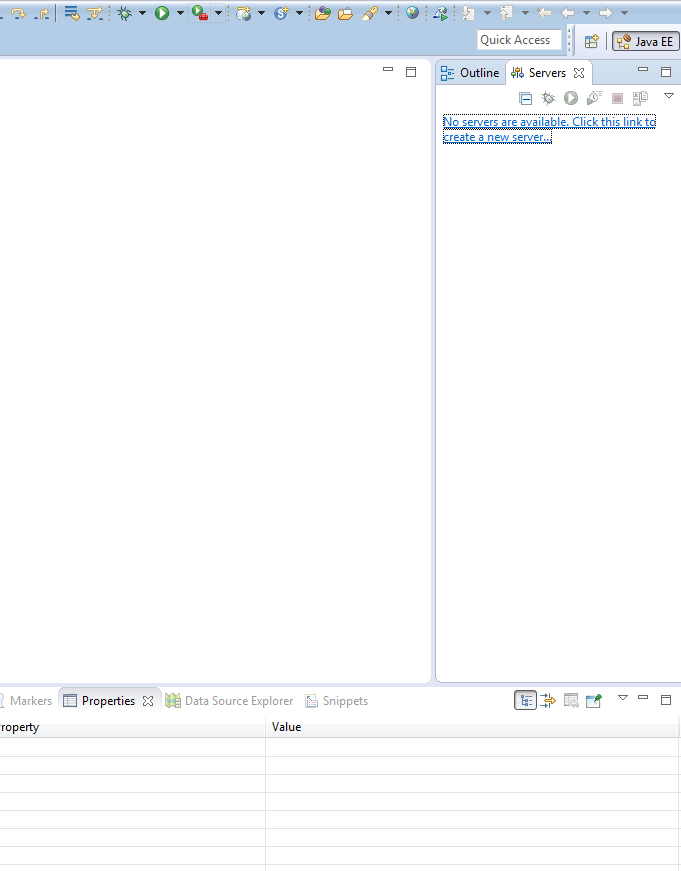 Quick Access
Java EE
Outline
Servers
No servers are available. Click this link to
create a new server...
Markers
Properties
Data Source Explorer
Snippets
roperty
Value